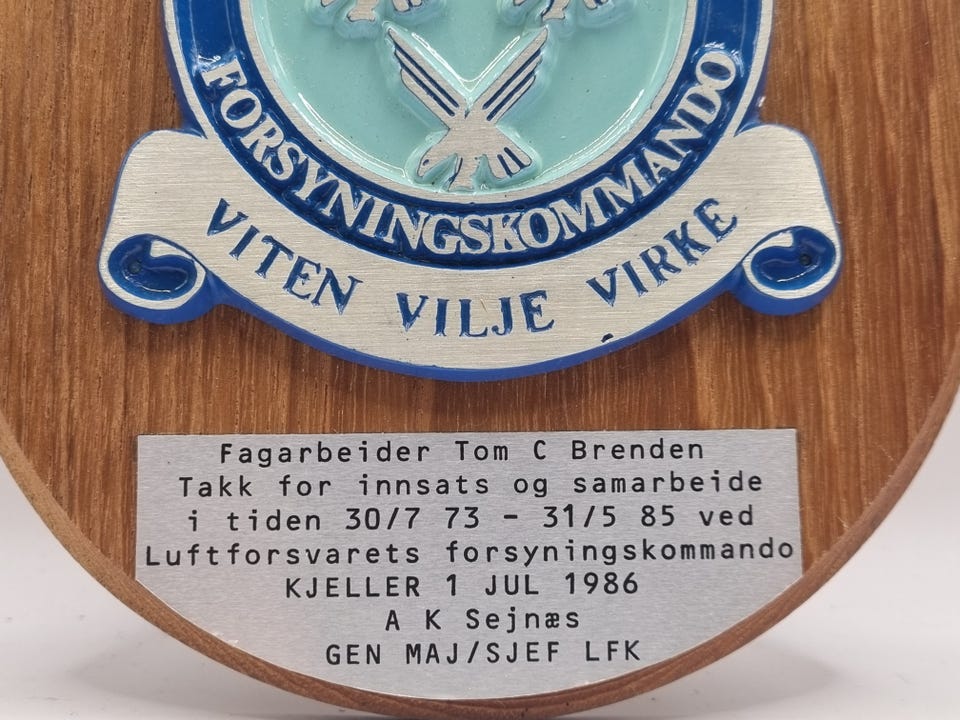 FORSYNINGSKOMMANDO
VITEN VILJE VIRKE
Fagarbeider Tom C Brenden
Takk for innsats og samarbeide
i tiden 30/7 73 - 31/5 85 ved
Luftforsvarets forsyningskommando
KJELLER 1 JUL 1986
A K Sejnæs
GEN MAJ/SJEF LFK